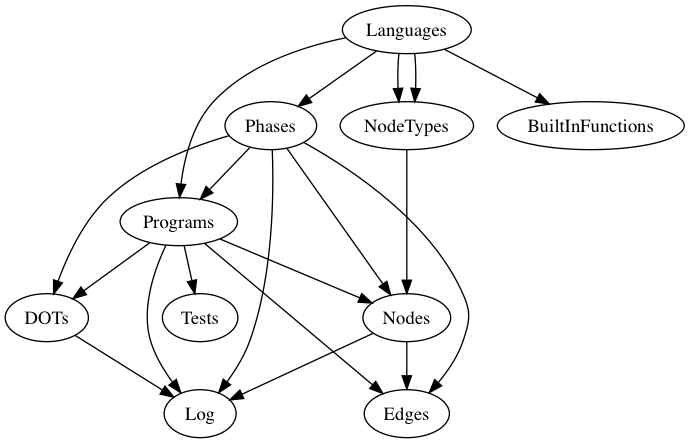 Languages
Phases
NodeTypes
BuiltInFunctions
Programs
DOTs
Tests
Nodes
Log
Edges